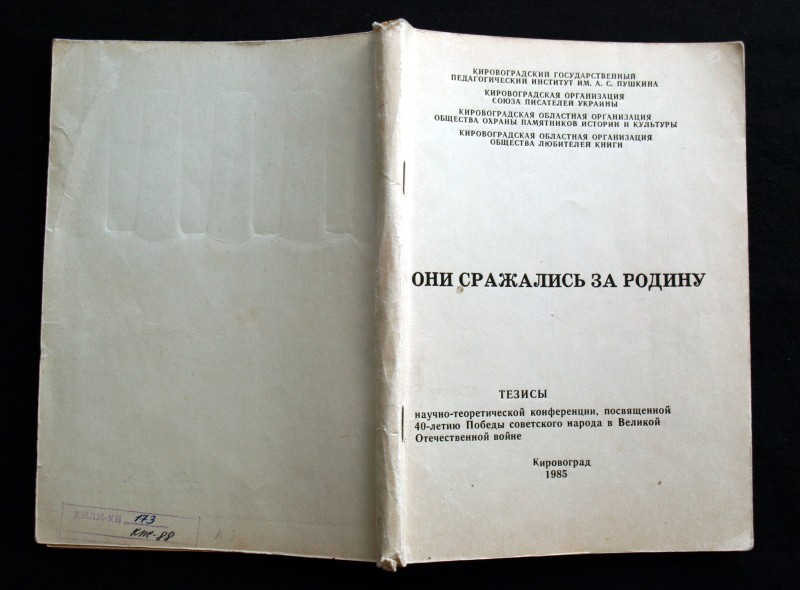 КИРОВОГРАДСКИЙ ГОСУДАРСТВЕННЫЙ
ПЕДАГОГИЧЕСКИЙ ИНСТИТУТ ИМ. А. С. ПУШКИНА
КИРОВОГРАДСКАЯ ОРГАНИЗАЦИЯ
СОЮЗА ПИСАТЕЛЕЙ УКРАИНЫ
КИРОВОГРАДСКАЯ ОБЛАСТНАЯ ОРГАНИЗАЦИЯ
ОБЩЕСТВА ОХРАНЫ ПАМЯТНИКОВ ИСТОРИИ И КУЛЬТУРЫ
КИРОВОГРАДСКАЯ ОБЛАСТНАЯ ОРГАНИЗАЦИЯ
ОБЩЕСТВА ЛЮБИТЕЛЕЙ КНИГИ
ОНИ СРАЖАЛИСЬ ЗА РОДИНУ
ТЕЗИСЫ
научно-теоретической конференции, посвященной
40-летию Победы советского народа в Великой
Отечественной войне
Кировоград
1985
173